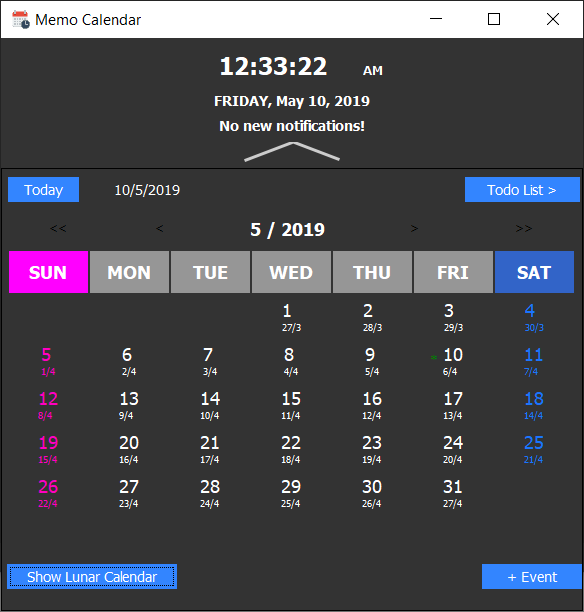 Memo Calendar
12:33:22 AM
FRIDAY, May 10, 2019
No new notifications!
Today 10/5/2019 Todo List >
<< < 5 / 2019 > >>
SUN MON TUE WED THU FRI SAT
1 2 3 4
27/3 28/3 29/3 30/3
5 6 7 8 9 10 11
1/4 2/4 3/4 4/4 5/4 6/4 7/4
12 13 14 15 16 17 18
8/4 9/4 10/4 11/4 12/4 13/4 14/4
19 20 21 22 23 24 25
15/4 16/4 17/4 18/4 19/4 20/4 21/4
26 27 28 29 30 31
22/4 23/4 24/4 25/4 26/4 27/4
Show Lunar Calendar + Event